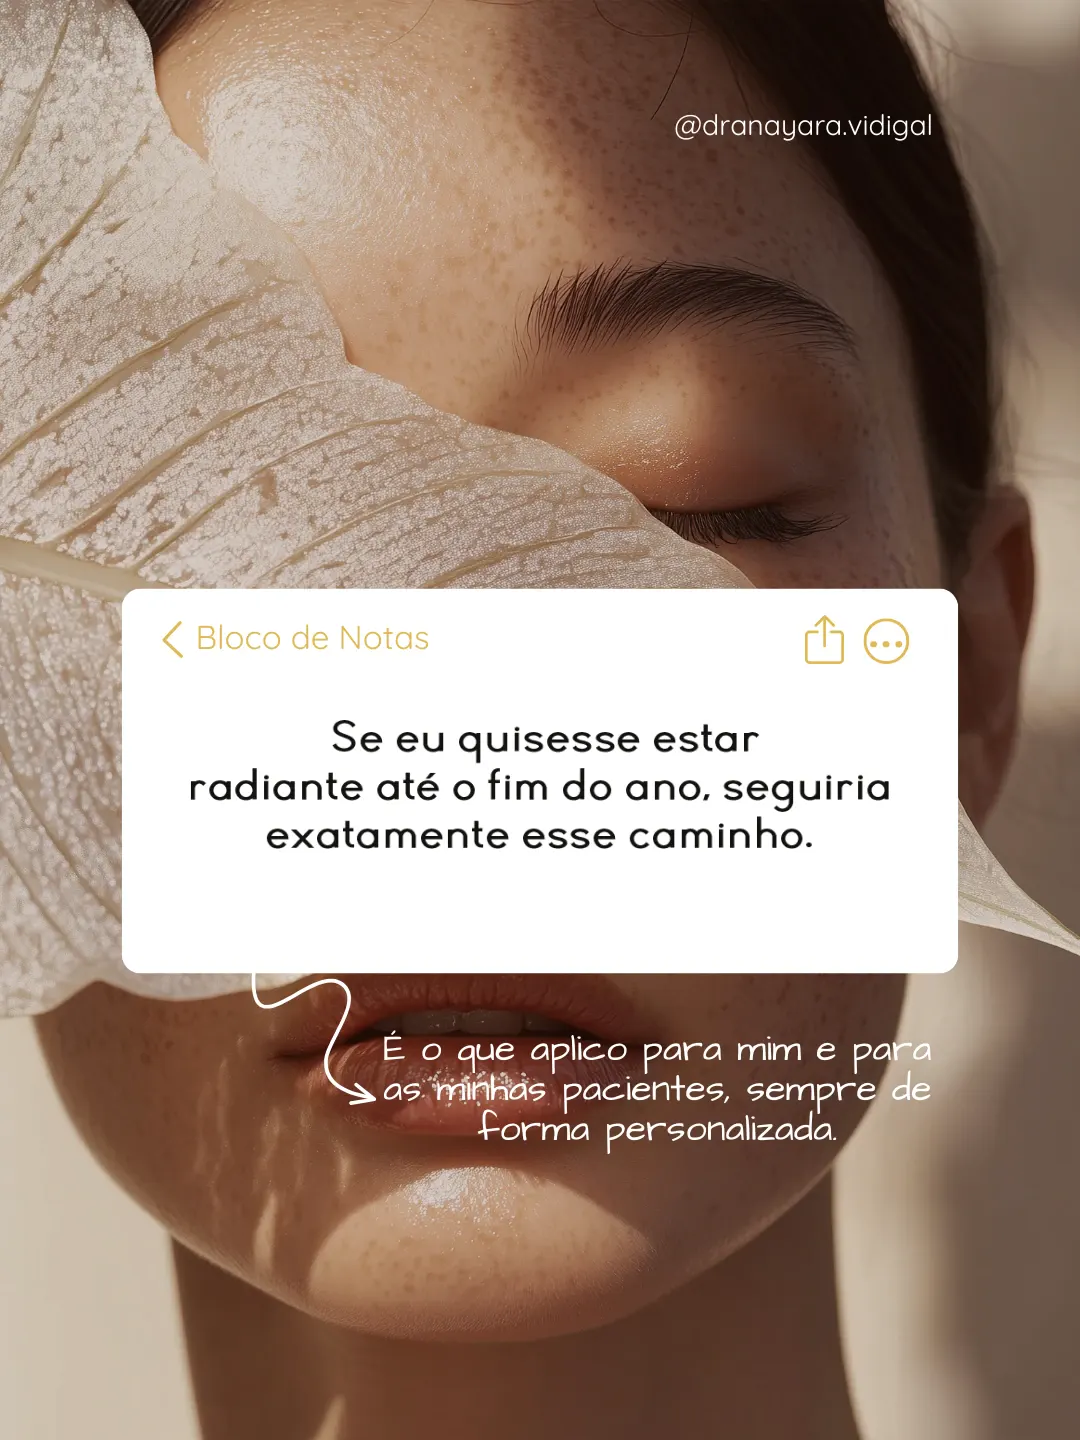 @dranayara.vidigal
Bloco de Notas
Se eu quisesse estar
radiante até o fim do ano, seguiria
exatamente esse caminho.
É o que aplico para mim e para
as minhas pacientes, sempre de
forma personalizada.